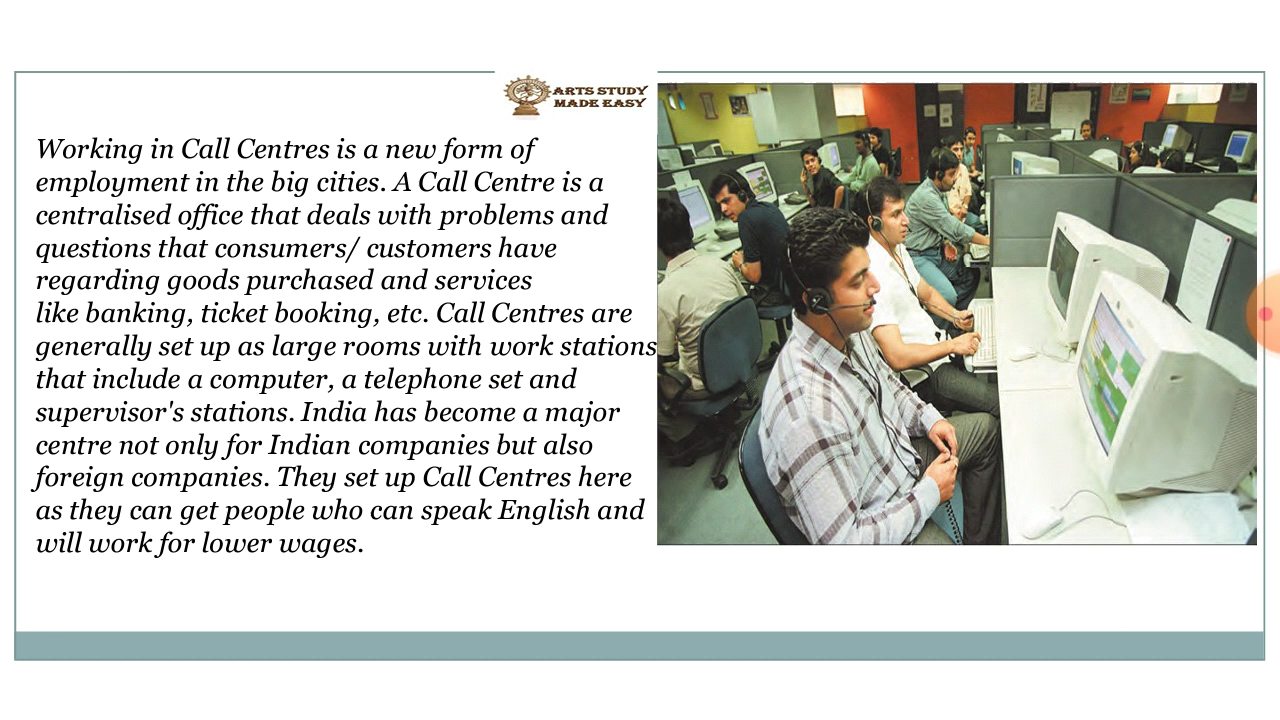 ARTS STUDY
MADE EASY
Working in Call Centres is a new form of
employment in the big cities. A Call Centre is a
centralised office that deals with problems and
questions that consumers/ customers have
regarding goods purchased and services
like banking, ticket booking, etc. Call Centres are
generally set up as large rooms with work stations
that include a computer, a telephone set and
supervisor's stations. India has become a major
centre not only for Indian companies but also
foreign companies. They set up Call Centres here
as they can get people who can speak English and
will work for lower wages.